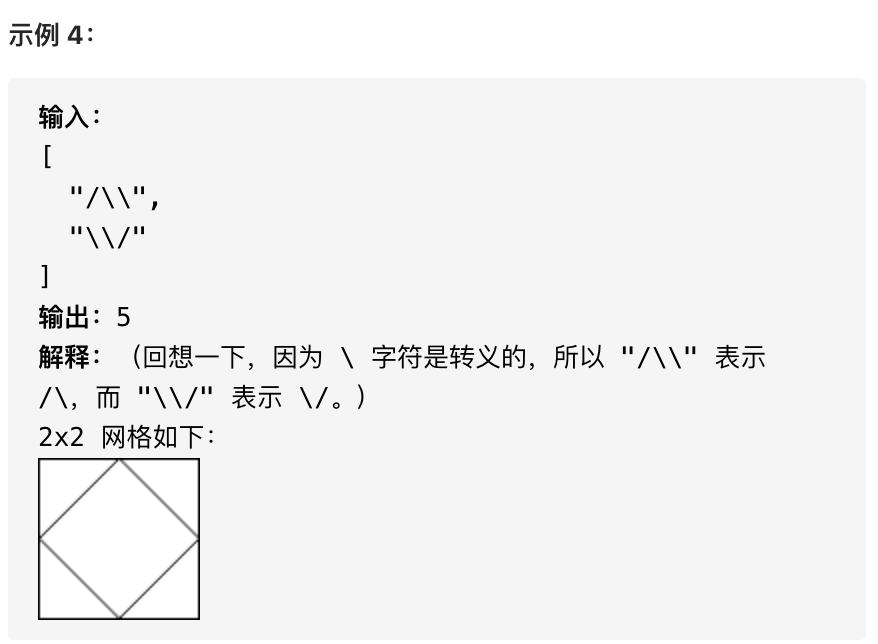 示例 4：
输入：
[
  "/\\",
  "\\/"
]
输出：5
解释：（回想一下，因为 \ 字符是转义的，所以 "/\\" 表示
/\，而 "\\/" 表示 \/。）
2x2 网格如下：